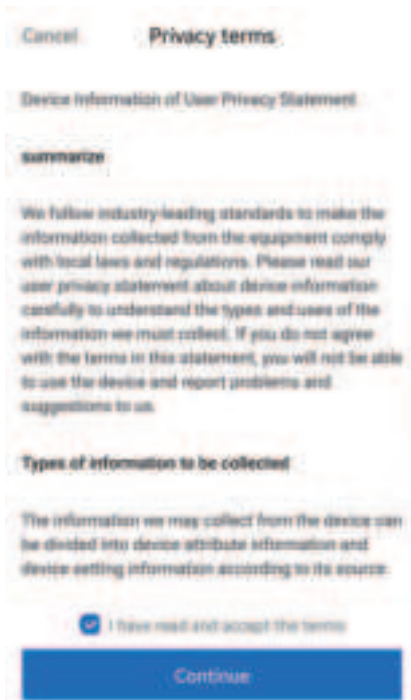 Cancel Privacy terms
Device Information of User Privacy Statement
summarize
We follow industry-leading standards to make the
information collected from the equipment comply
with local laws and regulations. Please read our
user privacy statement about device information
carefully to understand the types and uses of the
information we must collect. If you do not agree
with the terms in this statement, you will not be able
to use the device and report problems and
suggestions to us.
Types of information to be collected
The information we may collect from the device can
be divided into device attribute information and
device setting information according to its source
I have read and accept the terms
Continue